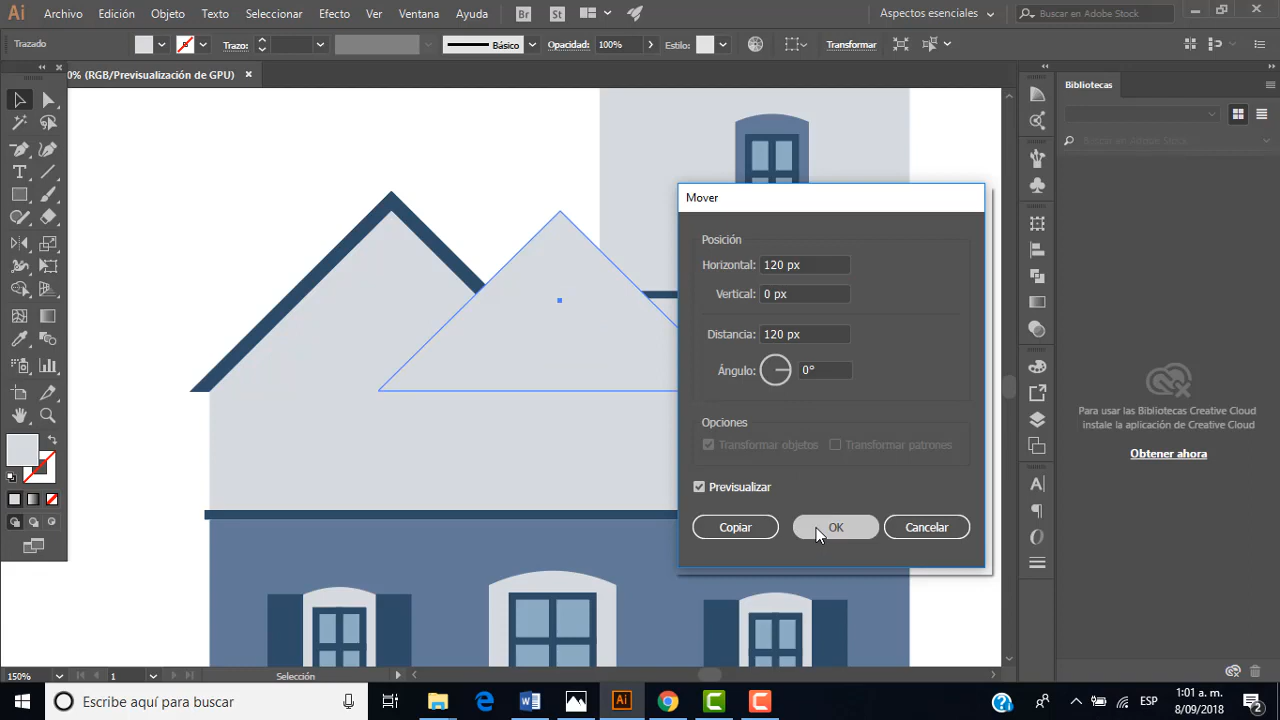 Ai
Archivo Edición Objeto Texto Seleccionar Efecto Ver Ventana Ayuda
Br
St
Aspectos esenciales
Buscar en Adobe Stock
Trazado
Trazo:
Básico
Opacidad:
100%
Estilo:
Transformar
0% (RGB/Previsualización de GPU)
Bibliotecas
Buscar en Adobe Stock
Mover
Posición
Horizontal: 120 px
Vertical: 0 px
Distancia: 120 px
Ángulo: 0°
Opciones
Transformar objetos
Transformar patrones
Previsualizar
Copiar
OK
Cancelar
Para usar las Bibliotecas Creative Cloud
instale la aplicación de Creative Cloud
Obtener ahora
150%
1
Selección
Escribe aquí para buscar
ESP
1:01 a. m.
8/09/2018
2